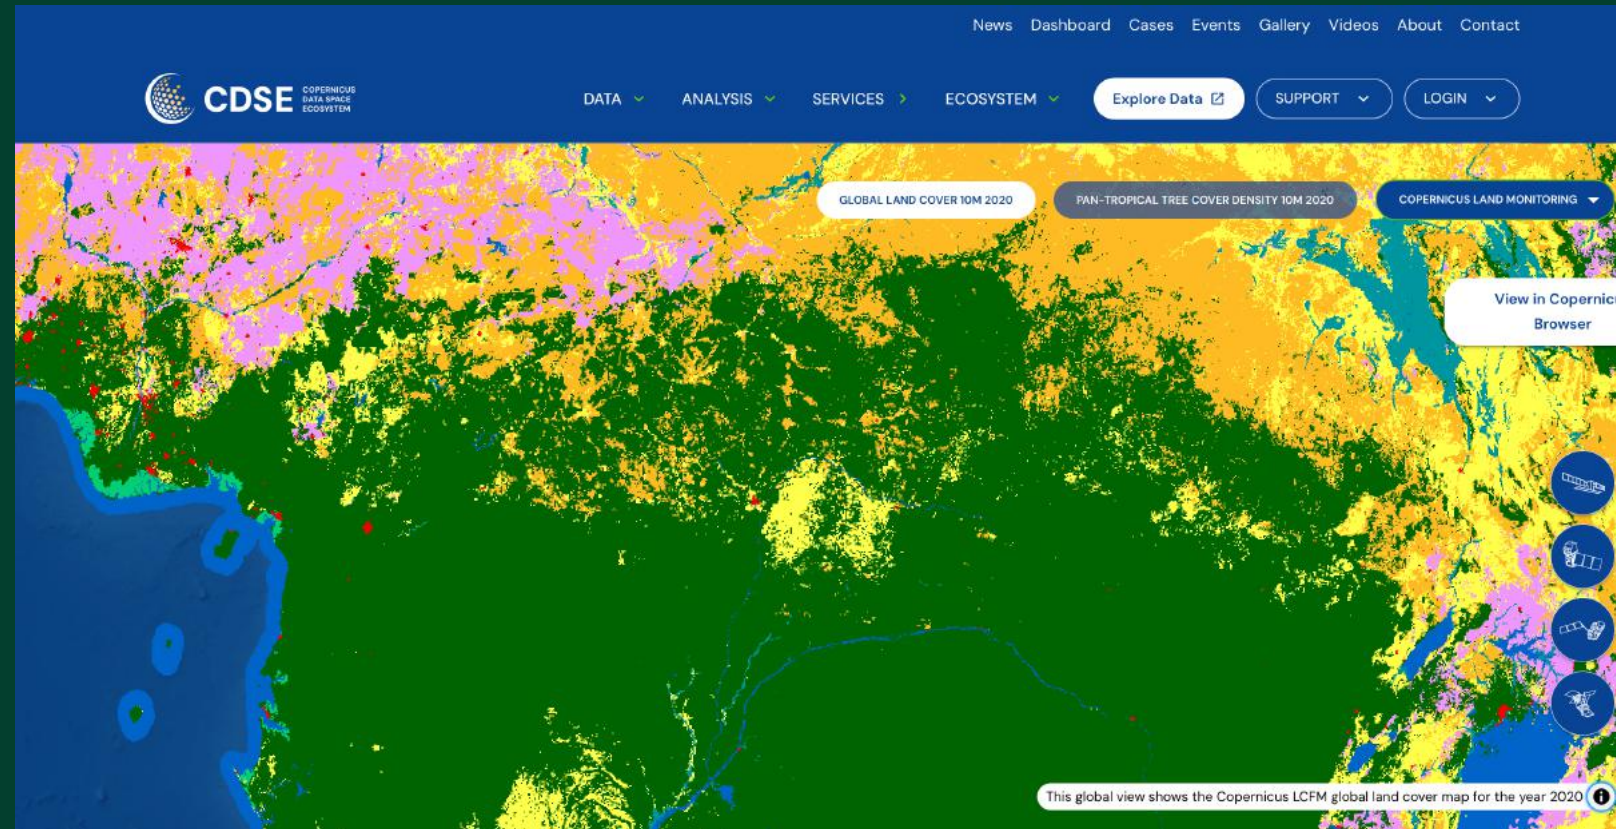 News Dashboard Cases Events Gallery Videos About Contact
CDSE COPERNICUS
DATA SPACE
ECOSYSTEM
DATA ANALYSIS SERVICES ECOSYSTEM Explore Data SUPPORT LOGIN
GLOBAL LAND COVER 10M 2020 PAN-TROPICAL TREE COVER DENSITY 10M 2020 COPERNICUS LAND MONITORING
View in Copernic
Browser
This global view shows the Copernicus LCFM global land cover map for the year 2020